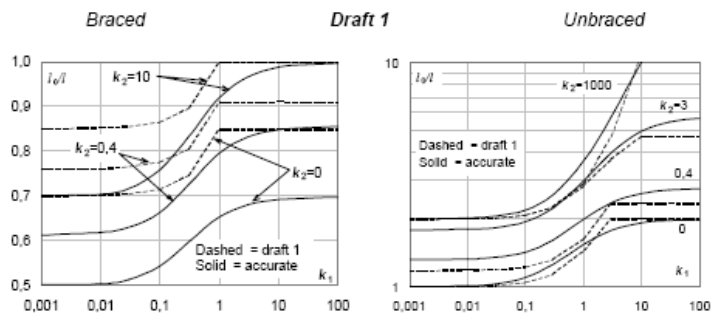 Braced Draft 1 Unbraced
1,0
l₀/l
k₂=10
0,9
0,8
k₂=0,4
k₂=0
0,7
0,6
Dashed = draft 1
Solid = accurate
k₁
0,5
0,001 0,01 0,1 1 10 100
10
l₀/l
k₂=1000
k₂=3
Dashed = draft 1
Solid = accurate
0,4
0
k₁
1
0,001 0,01 0,1 1 10 100